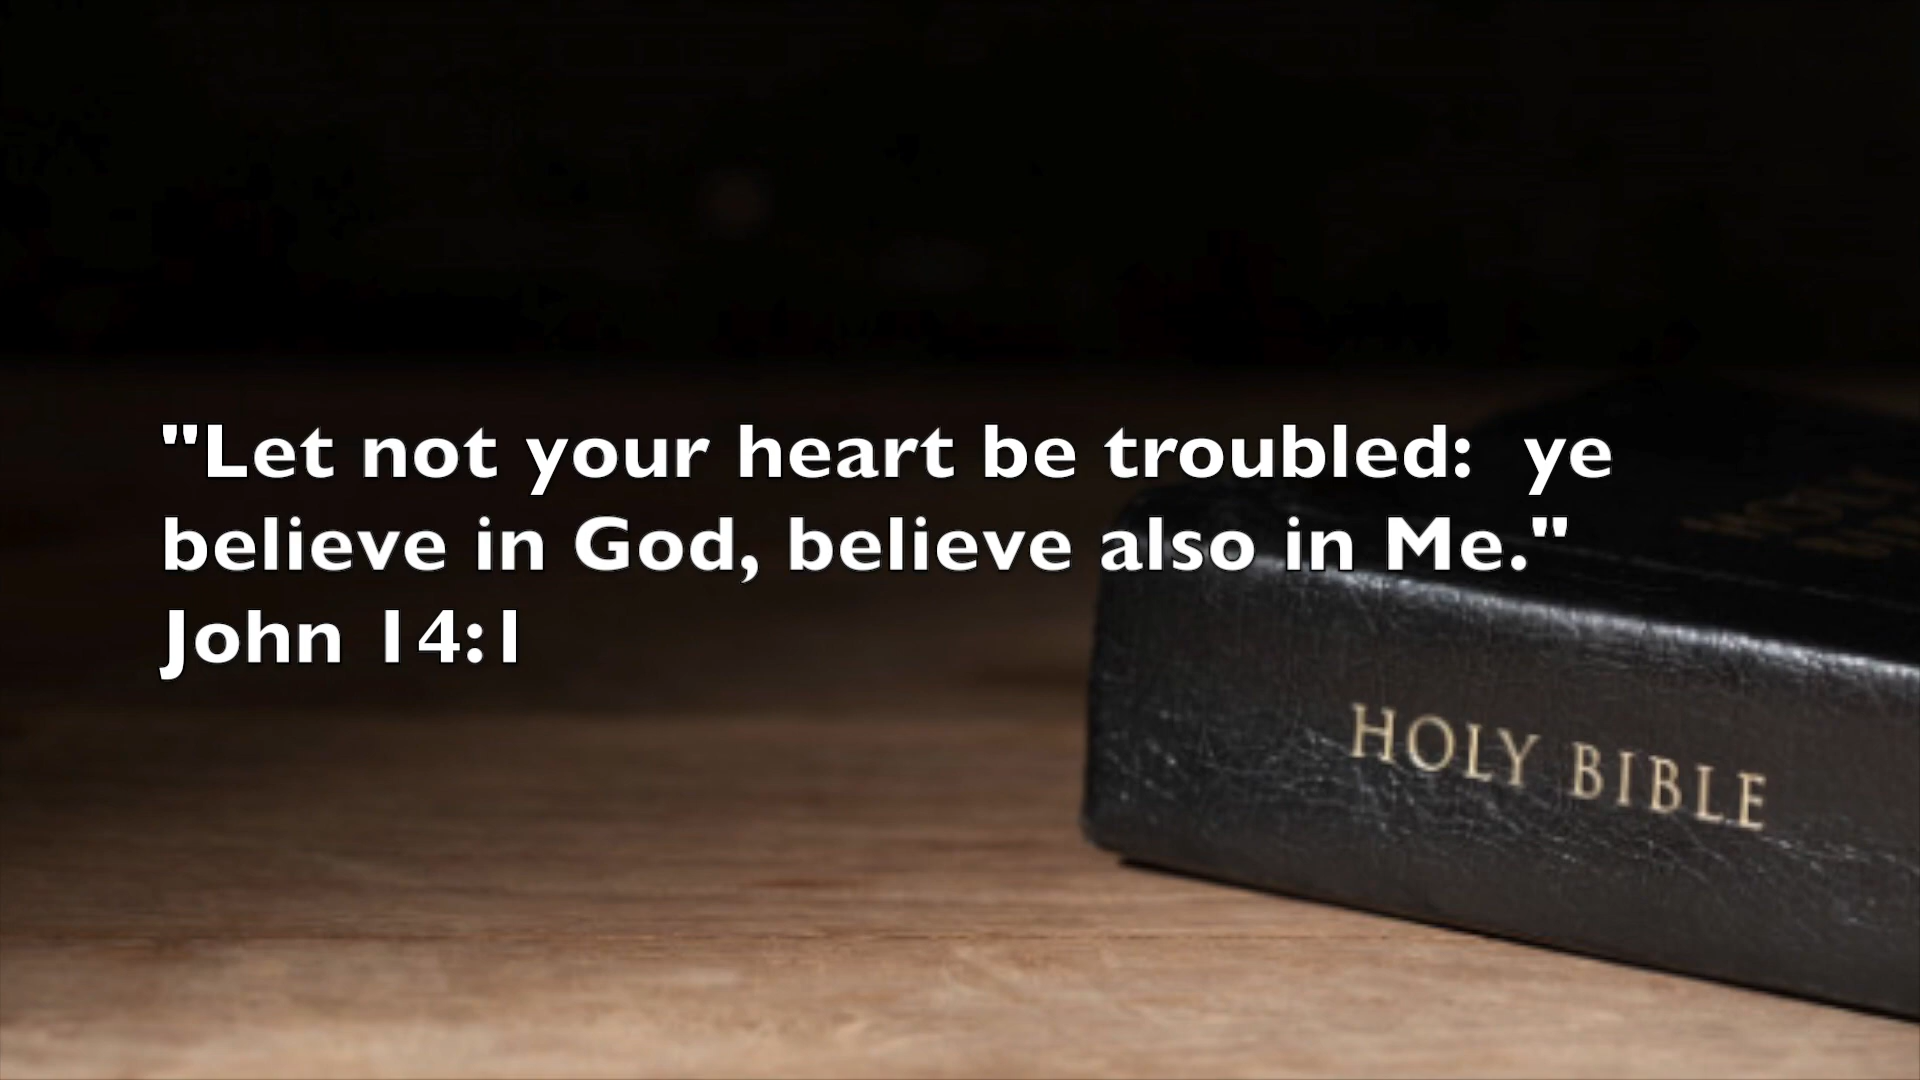 "Let not your heart be troubled:  ye
believe in God, believe also in Me."
John 14:1
HOLY BIBLE